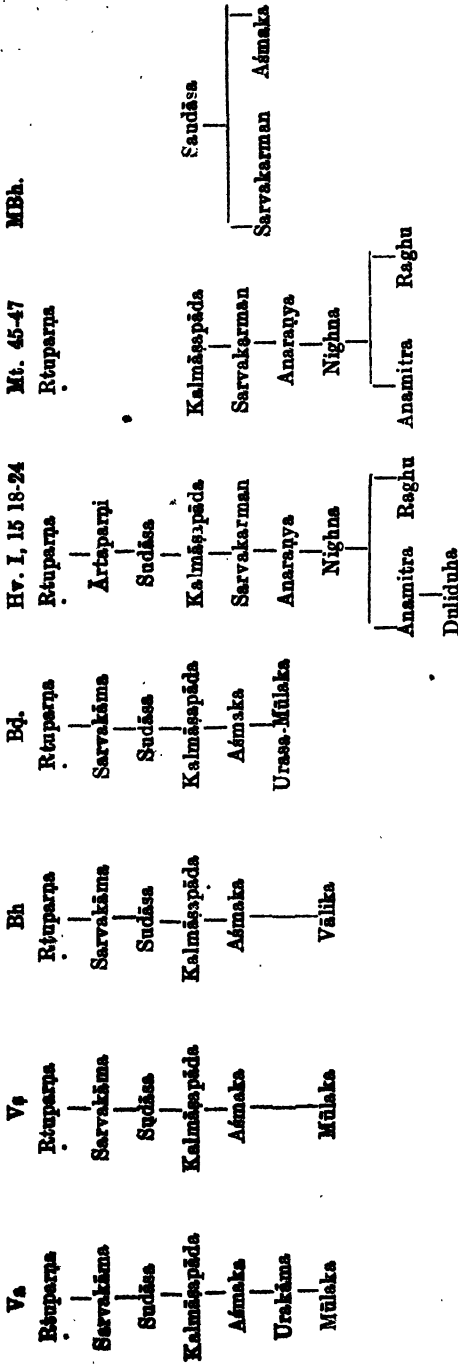 Va Vṣ Bh Bḍ. Hv. I, 15 18-24 Mt. 45-47 MBh.
Ṛtuparṇa Ṛtuparṇa Ṛtuparṇa Ṛtuparṇa Ṛtuparṇa Ṛtuparṇa
Sarvakāma Sarvakāma Sarvakāma Sarvakāma Ārtaparṇi
Sudāsa Sudāsa Sudāsa Sudāsa Sudāsa
Kalmāṣapāda Kalmāṣapāda Kalmāṣapāda Kalmāṣapāda Kalmāṣapāda Kalmāṣapāda Saudāsa
Aśmaka Aśmaka Aśmaka Aśmaka Sarvakarman Sarvakarman Sarvakarman Aśmaka
Urakāma Urasa-Mūlaka Anaraṇya Anaraṇya
Mūlaka Mūlaka Vālika Nighna Nighna
Anamitra Raghu Anamitra Raghu
Duliduha